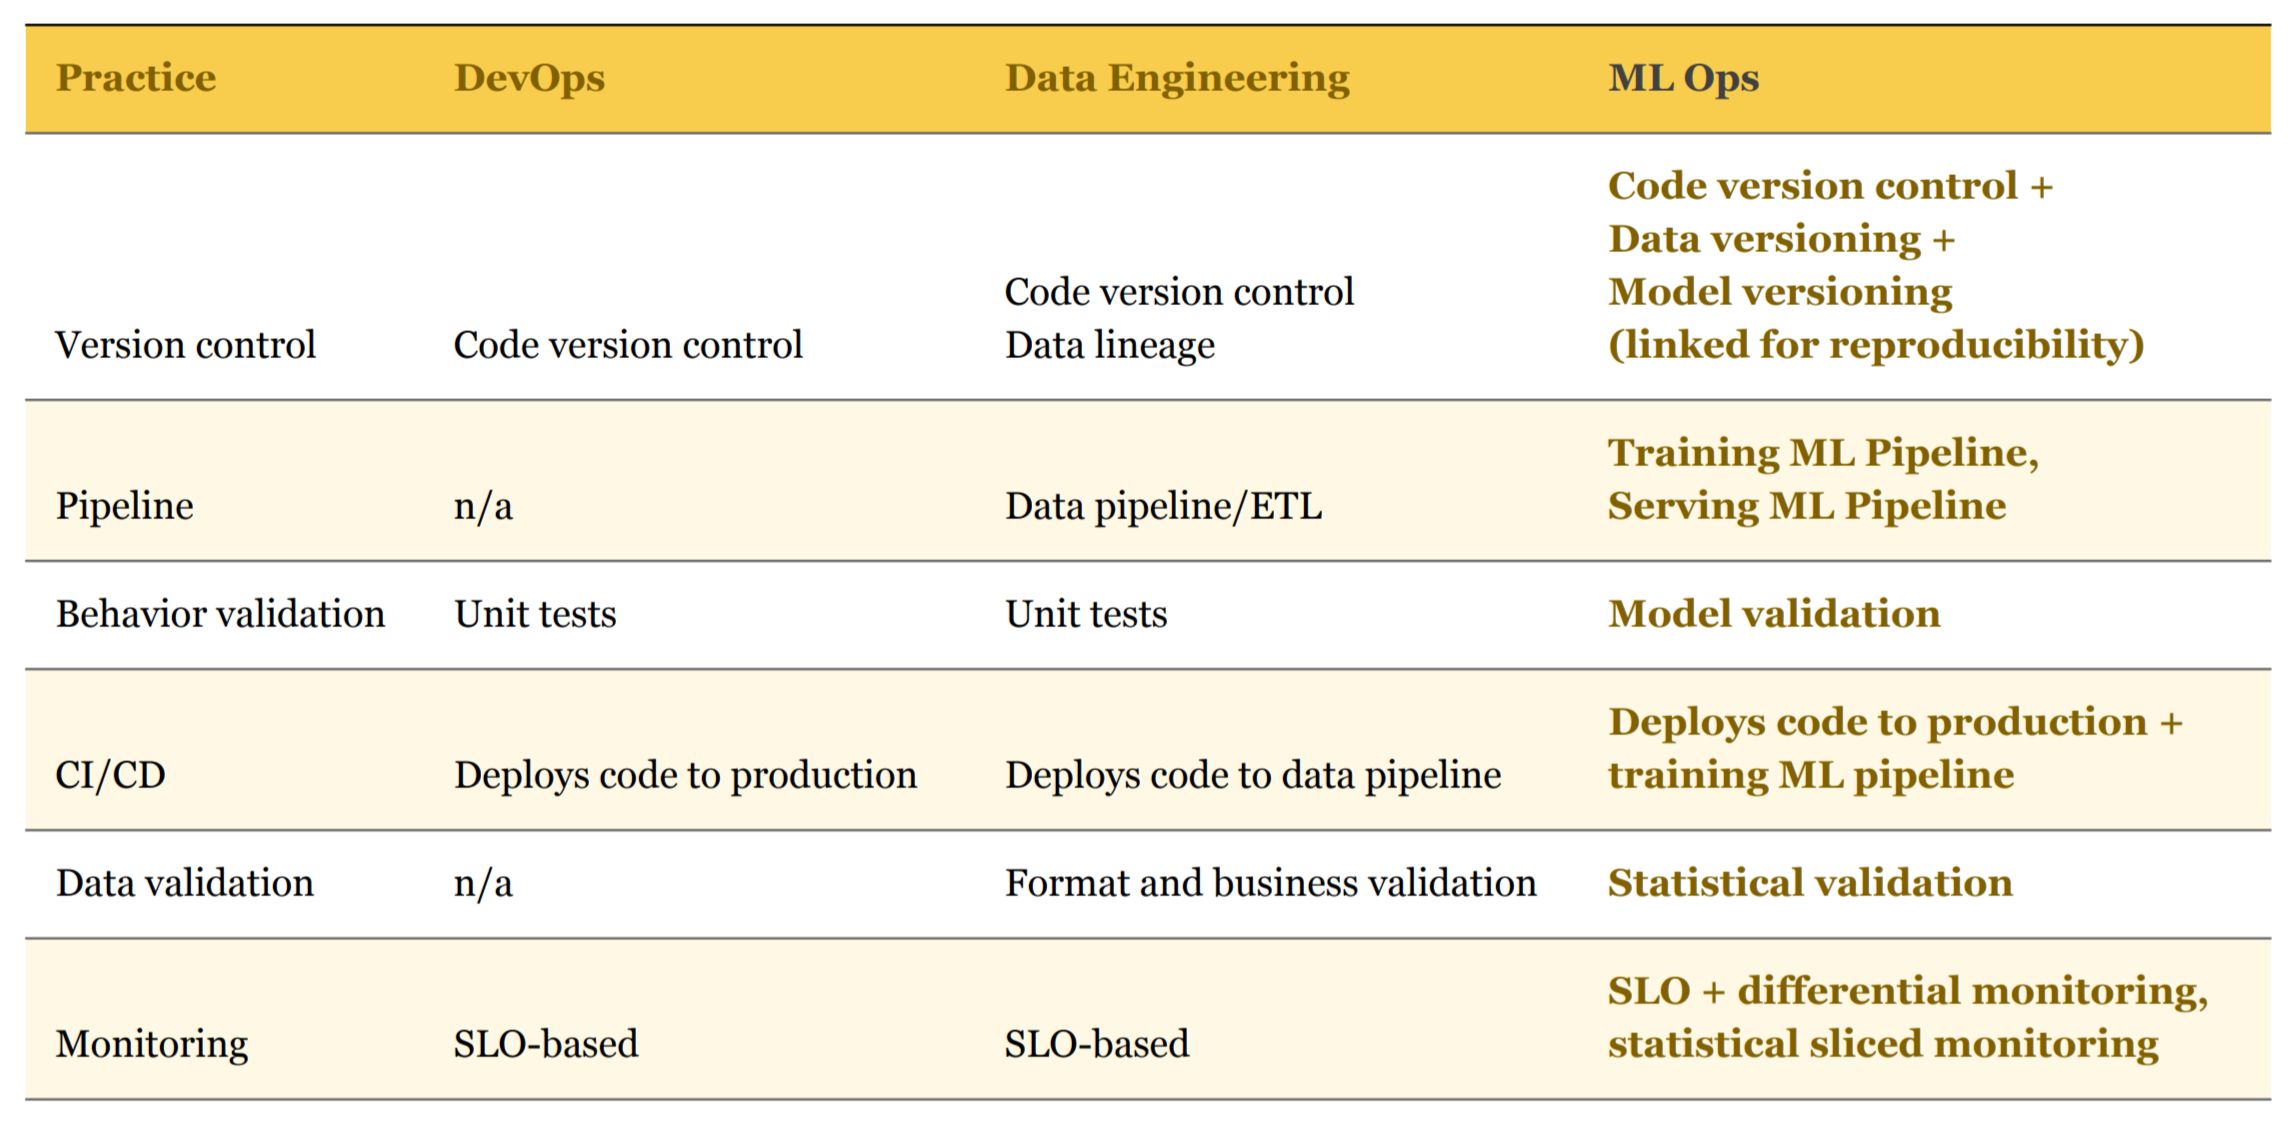 Practice DevOps Data Engineering ML Ops
Code version control +
Data versioning +
Code version control Model versioning
Version control Code version control Data lineage (linked for reproducibility)
Training ML Pipeline,
Pipeline n/a Data pipeline/ETL Serving ML Pipeline
Behavior validation Unit tests Unit tests Model validation
Deploys code to production +
CI/CD Deploys code to production Deploys code to data pipeline training ML pipeline
Data validation n/a Format and business validation Statistical validation
SLO + differential monitoring,
Monitoring SLO-based SLO-based statistical sliced monitoring